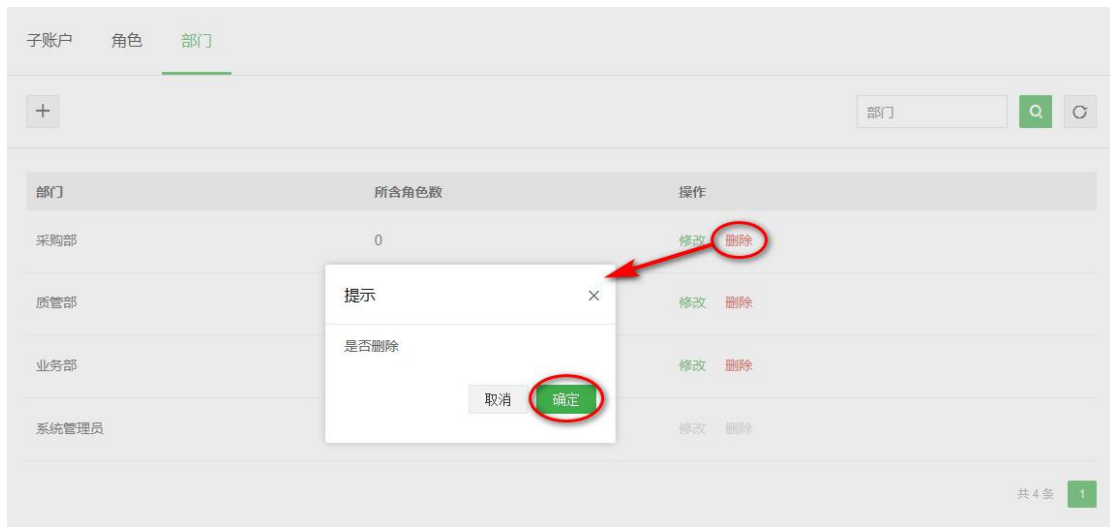 子账户 角色 部门
+ 部门
部门 所含角色数 操作
采购部 0 修改 删除
提示 ×
质管部 修改 删除
是否删除
业务部 修改 删除
取消 确定
系统管理员 修改 删除
共 4 条 1